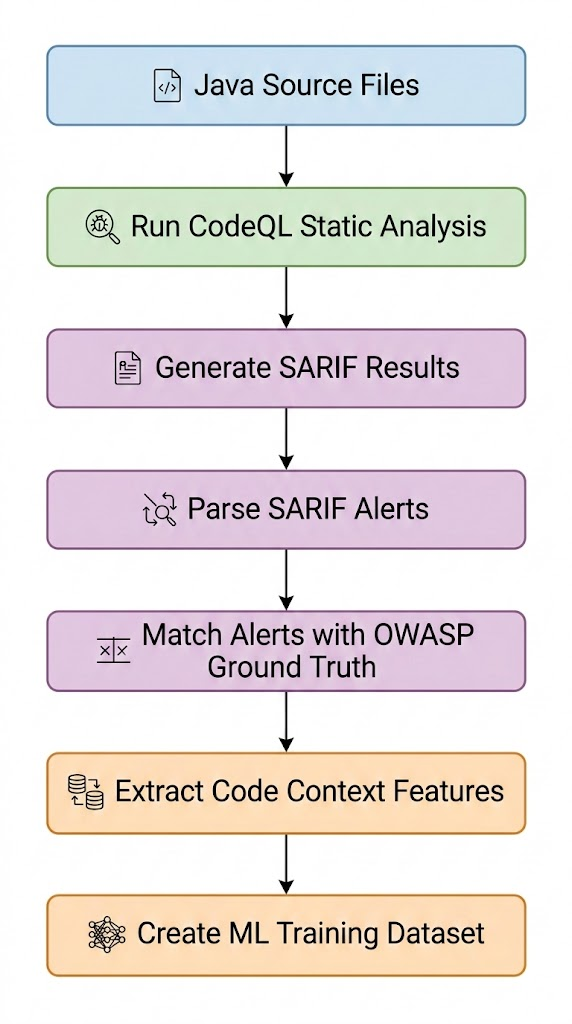 Java Source Files
Run CodeQL Static Analysis
Generate SARIF Results
Parse SARIF Alerts
Match Alerts with OWASP
Ground Truth
Extract Code Context Features
Create ML Training Dataset